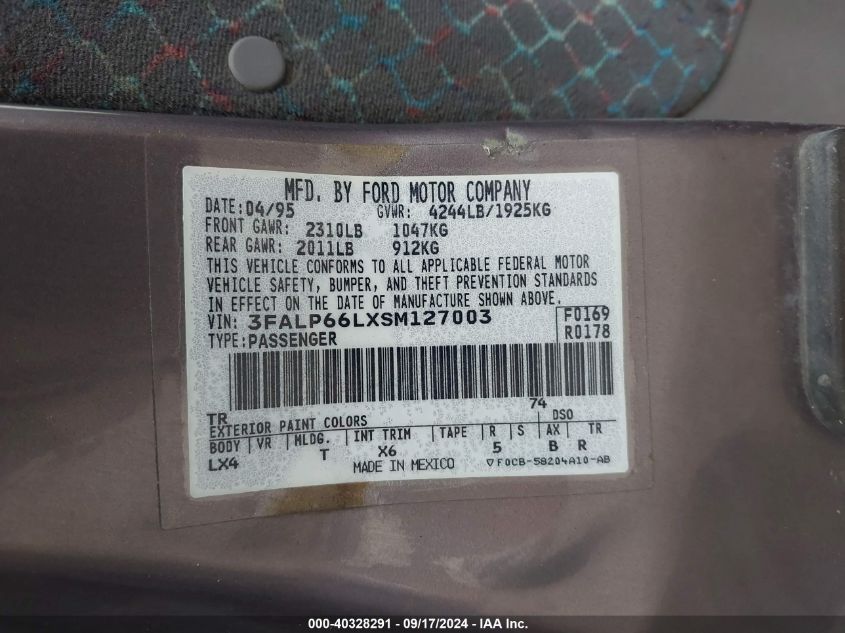 MFD. BY FORD MOTOR COMPANY
DATE: 04/95 GVWR: 4244LB/1925KG
FRONT GAWR: 2310LB 1047KG
REAR GAWR: 2011LB 912KG
THIS VEHICLE CONFORMS TO ALL APPLICABLE FEDERAL MOTOR
VEHICLE SAFETY, BUMPER, AND THEFT PREVENTION STANDARDS
IN EFFECT ON THE DATE OF MANUFACTURE SHOWN ABOVE.
VIN: 3FALP66LXSM127003 F0169
TYPE: PASSENGER R0178
74
TR DSO
EXTERIOR PAINT COLORS
BODY VR MLDG. INT TRIM TAPE R S AX TR
LX4 T X6 5 B R
MADE IN MEXICO ▽F0CB-58204A10-AB
000-40328291 - 09/17/2024 - IAA Inc.